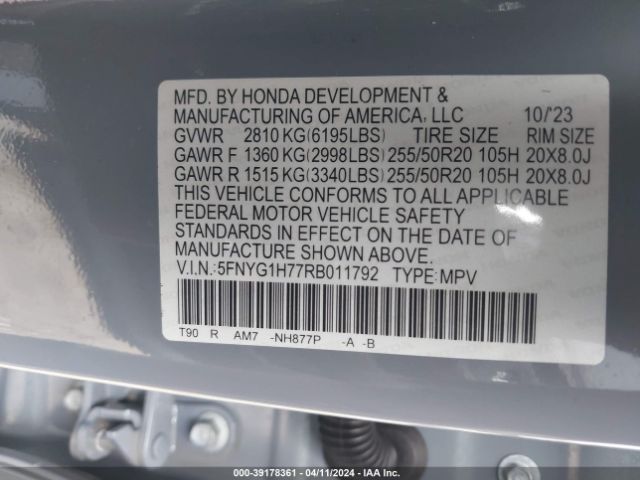 MFD. BY HONDA DEVELOPMENT &
MANUFACTURING OF AMERICA, LLC 10/'23
GVWR 2810 KG(6195LBS) TIRE SIZE RIM SIZE
GAWR F 1360 KG(2998LBS) 255/50R20 105H 20X8.0J
GAWR R 1515 KG(3340LBS) 255/50R20 105H 20X8.0J
THIS VEHICLE CONFORMS TO ALL APPLICABLE
FEDERAL MOTOR VEHICLE SAFETY
STANDARDS IN EFFECT ON THE DATE OF
MANUFACTURE SHOWN ABOVE.
V.I.N.:5FNYG1H77RB011792 TYPE:MPV
T90 R AM7 -NH877P -A -B
000-39178361 - 04/11/2024 - IAA Inc.